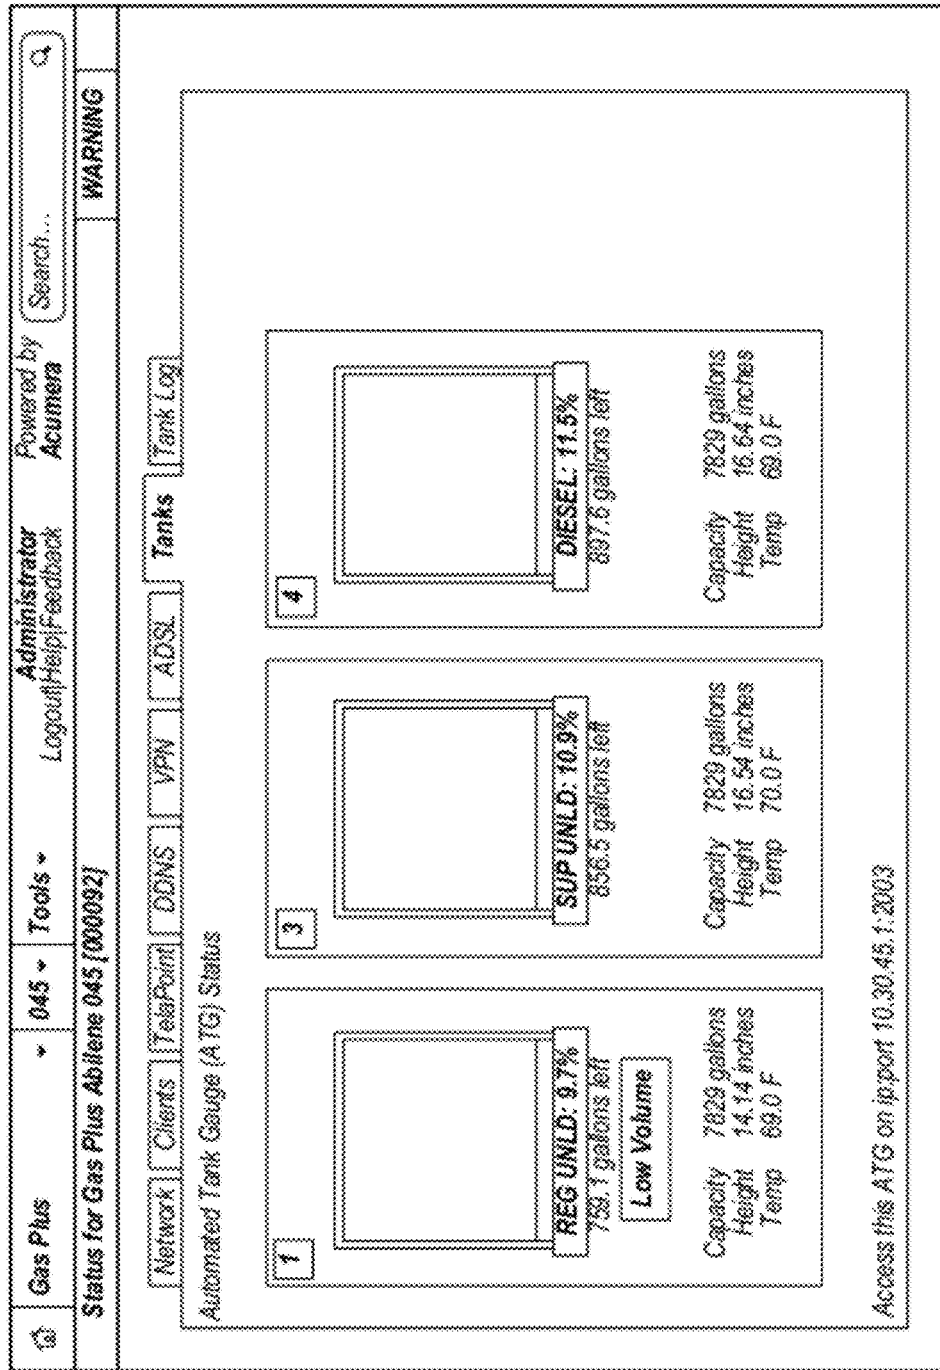 Gas Plus 045 Tools
Administrator
Logout|Help|Feedback
Powered by
Acumera
Search...
Status for Gas Plus Abilene 045 [000092]
WARNING
Network Clients TelaPoint DDNS VPN ADSL Tanks Tank Log
Automated Tank Gauge (ATG) Status
1
REG UNLD: 9.7%
759.1 gallons left
Low Volume
Capacity 7829 gallons
Height 14.14 inches
Temp 69.0 F
3
SUP UNLD: 10.9%
856.5 gallons left
Capacity 7829 gallons
Height 16.54 inches
Temp 70.0 F
4
DIESEL: 11.5%
897.6 gallons left
Capacity 7829 gallons
Height 16.64 inches
Temp 69.0 F
Access this ATG on ip port 10.30.45.1:2003